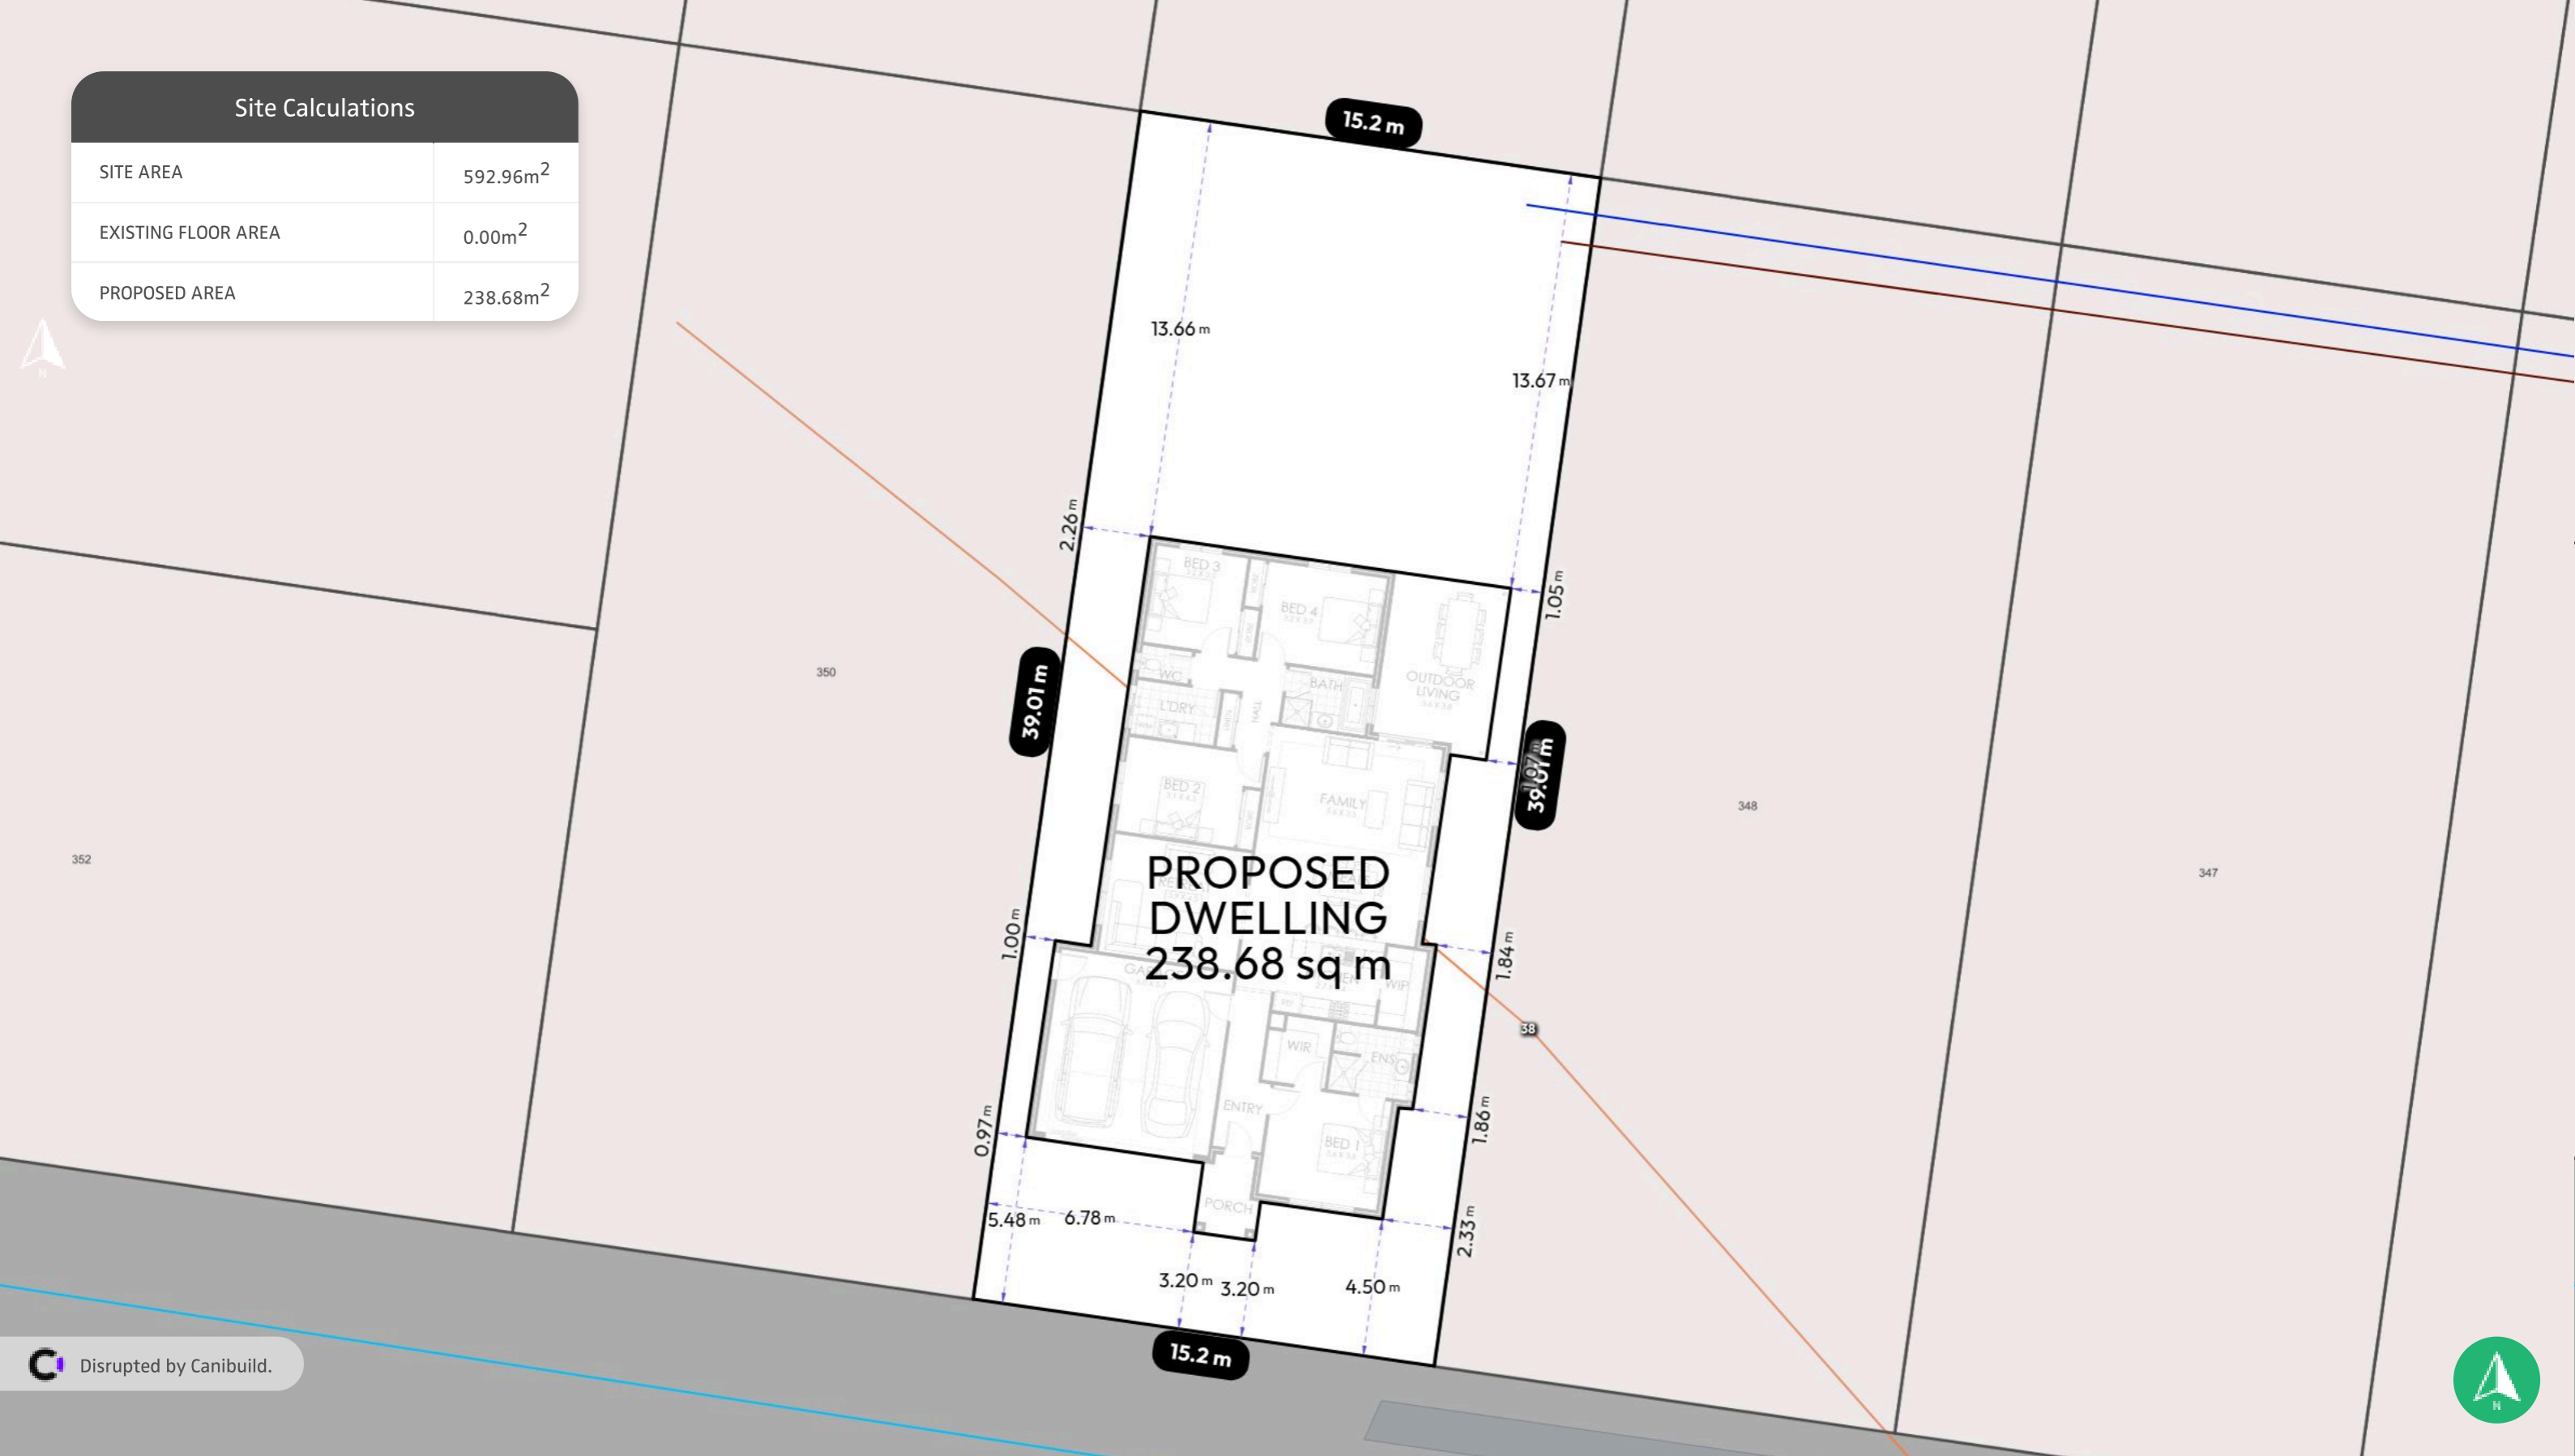 Site Calculations
SITE AREA 592.96m2
EXISTING FLOOR AREA 0.00m2
PROPOSED AREA 238.68m2
N
15.2 m
13.66 m
13.67 m
2.26 m
1.05 m
BED 3
BED 4
OUTDOOR
LIVING
WC
BATH
L'DRY
HALL
39.01 m
39.01 m
350
BED 2
FAMILY
348
352
347
PROPOSED
DWELLING
238.68 sq m
1.00 m
1.84 m
WIP
38
WIR
ENS
ENTRY
BED 1
0.97 m
1.86 m
PORCH
5.48 m
6.78 m
2.33 m
3.20 m
3.20 m
4.50 m
15.2 m
Disrupted by Canibuild.
N